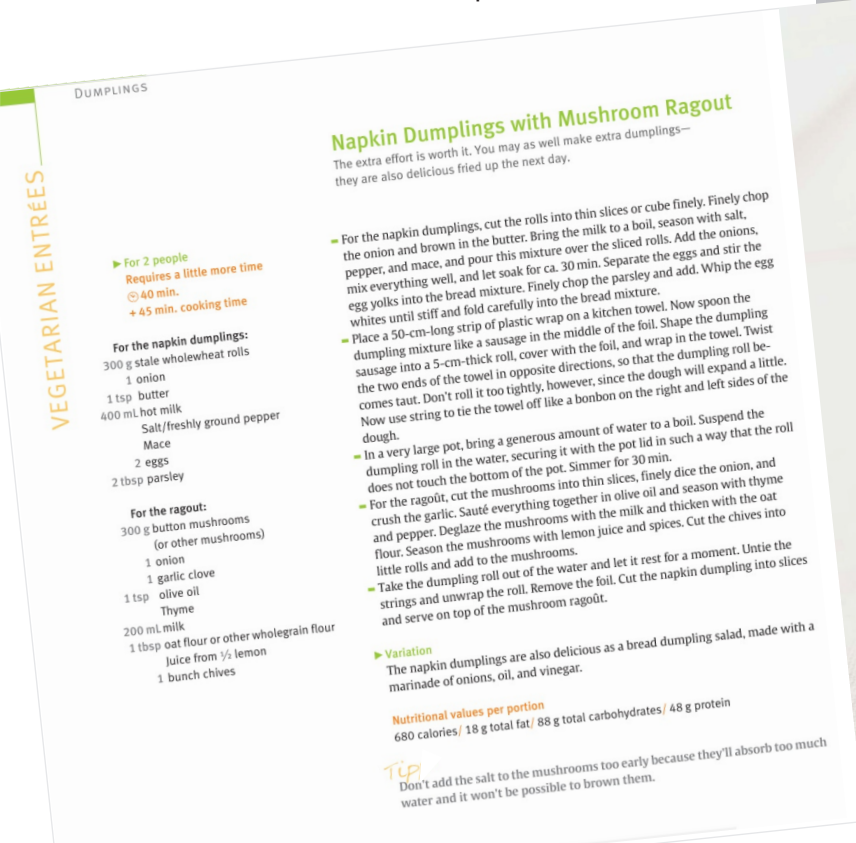 DUMPLINGS
VEGETARIAN ENTRÉES
Napkin Dumplings with Mushroom Ragout
The extra effort is worth it. You may as well make extra dumplings—
they are also delicious fried up the next day.
▶ For 2 people
Requires a little more time
40 min.
+ 45 min. cooking time
For the napkin dumplings:
300 g stale wholewheat rolls
1 onion
1 tsp butter
400 mL hot milk
Salt/freshly ground pepper
Mace
2 eggs
2 tbsp parsley
For the ragout:
300 g button mushrooms
(or other mushrooms)
1 onion
1 garlic clove
1 tsp olive oil
Thyme
200 mL milk
1 tbsp oat flour or other wholegrain flour
Juice from ½ lemon
1 bunch chives
– For the napkin dumplings, cut the rolls into thin slices or cube finely. Finely chop
the onion and brown in the butter. Bring the milk to a boil, season with salt,
pepper, and mace, and pour this mixture over the sliced rolls. Add the onions,
mix everything well, and let soak for ca. 30 min. Separate the eggs and stir the
egg yolks into the bread mixture. Finely chop the parsley and add. Whip the egg
whites until stiff and fold carefully into the bread mixture.
– Place a 50-cm-long strip of plastic wrap on a kitchen towel. Now spoon the
dumpling mixture like a sausage in the middle of the foil. Shape the dumpling
sausage into a 5-cm-thick roll, cover with the foil, and wrap in the towel. Twist
the two ends of the towel in opposite directions, so that the dumpling roll be-
comes taut. Don't roll it too tightly, however, since the dough will expand a little.
Now use string to tie the towel off like a bonbon on the right and left sides of the
dough.
– In a very large pot, bring a generous amount of water to a boil. Suspend the
dumpling roll in the water, securing it with the pot lid in such a way that the roll
does not touch the bottom of the pot. Simmer for 30 min.
– For the ragoût, cut the mushrooms into thin slices, finely dice the onion, and
crush the garlic. Sauté everything together in olive oil and season with thyme
and pepper. Deglaze the mushrooms with the milk and thicken with the oat
flour. Season the mushrooms with lemon juice and spices. Cut the chives into
little rolls and add to the mushrooms.
– Take the dumpling roll out of the water and let it rest for a moment. Untie the
strings and unwrap the roll. Remove the foil. Cut the napkin dumpling into slices
and serve on top of the mushroom ragoût.
▶ Variation
The napkin dumplings are also delicious as a bread dumpling salad, made with a
marinade of onions, oil, and vinegar.
Nutritional values per portion
680 calories/ 18 g total fat/ 88 g total carbohydrates/ 48 g protein
Tip
Don't add the salt to the mushrooms too early because they'll absorb too much
water and it won't be possible to brown them.